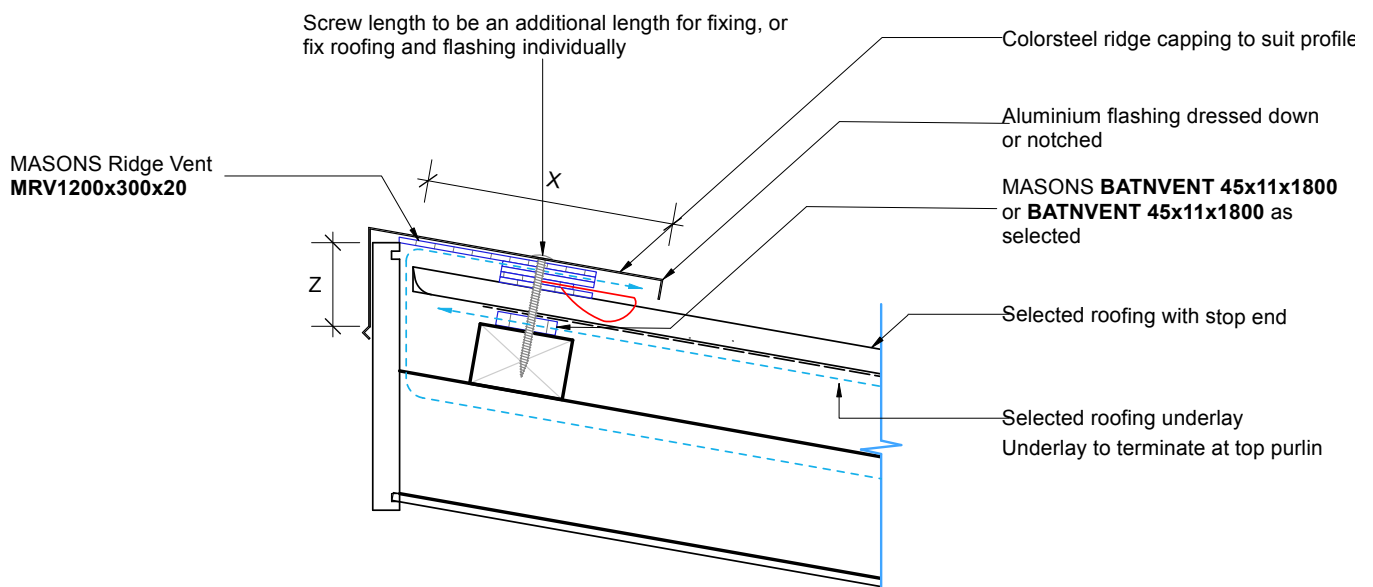 Screw length to be an additional length for fixing, or
fix roofing and flashing individually
Colorsteel ridge capping to suit profile
Aluminium flashing dressed down
or notched
MASONS Ridge Vent
MRV1200x300x20
X
MASONS BATNVENT 45x11x1800
or BATNVENT 45x11x1800 as
selected
Z
Selected roofing with stop end
Selected roofing underlay
Underlay to terminate at top purlin